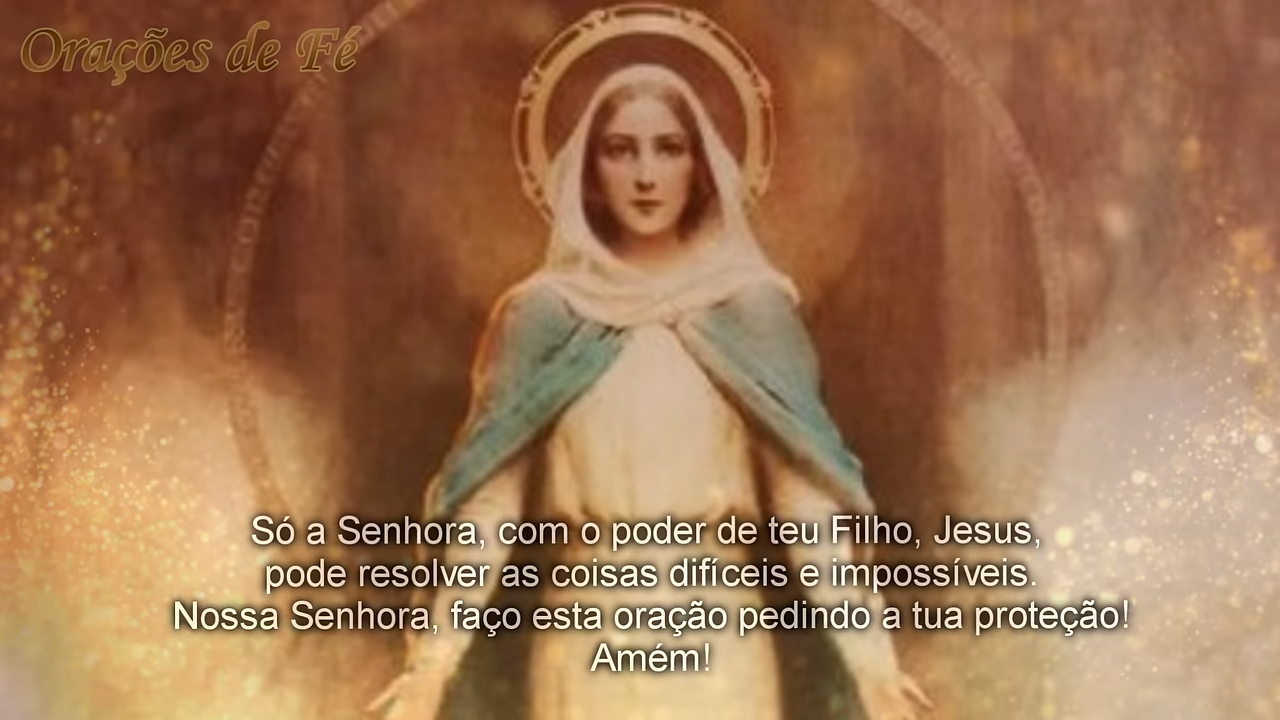 Orações de Fé
Só a Senhora, com o poder de teu Filho, Jesus,
pode resolver as coisas difíceis e impossíveis.
Nossa Senhora, faço esta oração pedindo a tua proteção!
Amém!